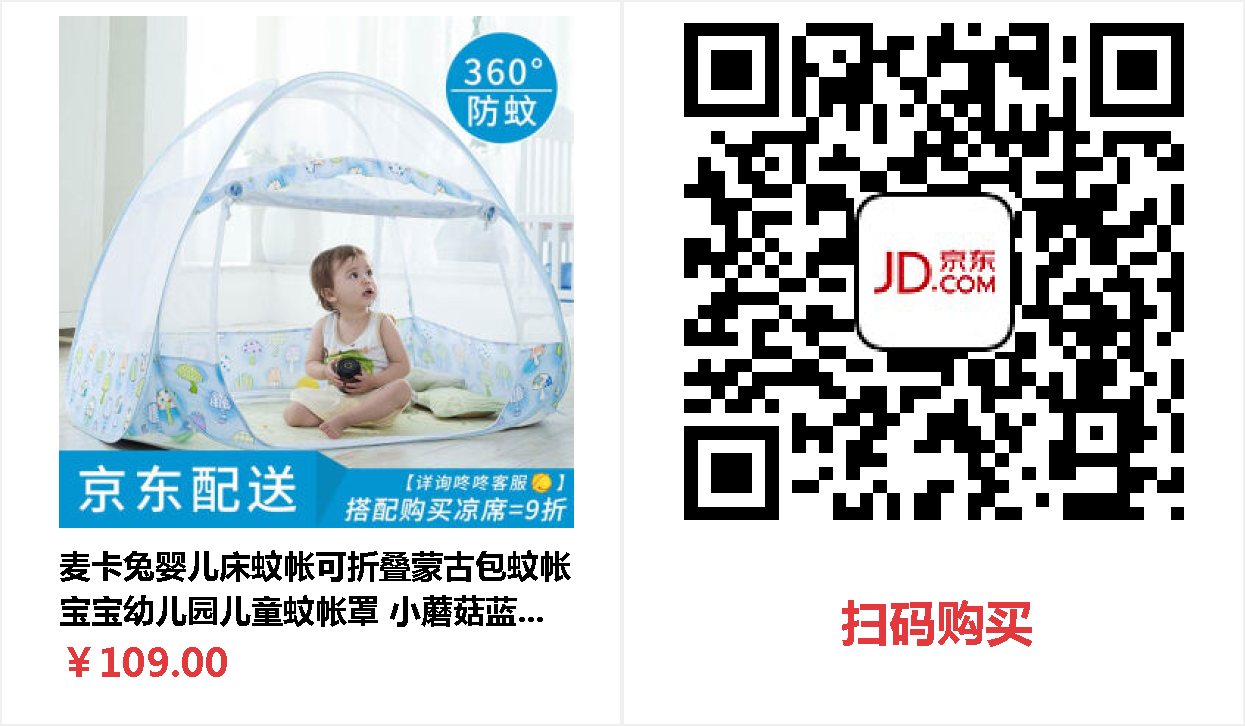 360°
防蚊
京东配送
【详询咚咚客服】
搭配购买凉席=9折
麦卡兔婴儿床蚊帐可折叠蒙古包蚊帐
宝宝幼儿园儿童蚊帐罩 小蘑菇蓝...
￥109.00
JD.COM
京东
扫码购买